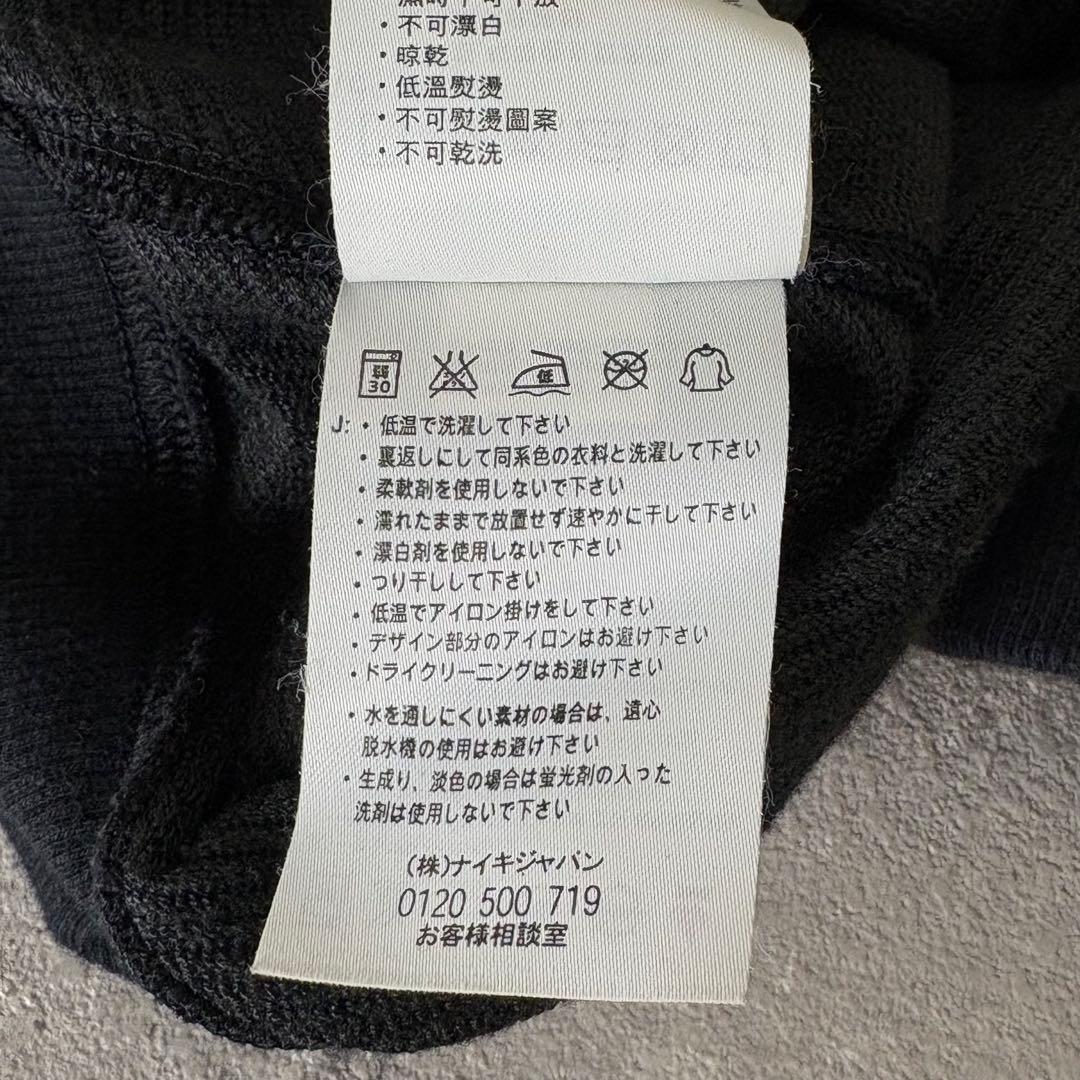 ・不可漂白
・晾乾
・低溫熨燙
・不可熨燙圖案
・不可乾洗
弱
30
低
J: ・低温で洗濯して下さい
・裏返しにして同系色の衣料と洗濯して下さい
・柔軟剤を使用しないで下さい
・濡れたままで放置せず速やかに干して下さい
・漂白剤を使用しないで下さい
・つり干しして下さい
・低温でアイロン掛けをして下さい
・デザイン部分のアイロンはお避け下さい
・ドライクリーニングはお避け下さい
・水を通しにくい素材の場合は、遠心
脱水機の使用はお避け下さい
・生成り、淡色の場合は蛍光剤の入った
洗剤は使用しないで下さい
(株)ナイキジャパン
0120 500 719
お客様相談室